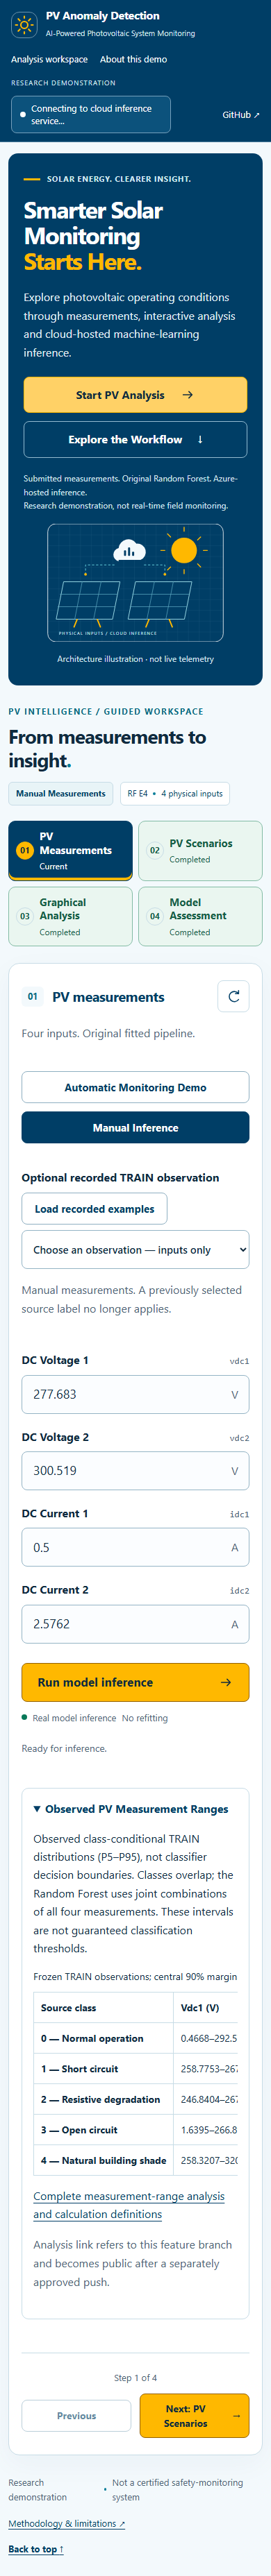 PV Anomaly Detection
AI-Powered Photovoltaic System Monitoring
Analysis workspace About this demo
RESEARCH DEMONSTRATION
Connecting to cloud inference
service...
GitHub ↗
SOLAR ENERGY. CLEARER INSIGHT.
Smarter Solar
Monitoring
Starts Here.
Explore photovoltaic operating conditions
through measurements, interactive analysis
and cloud-hosted machine-learning
inference.
Start PV Analysis →
Explore the Workflow ↓
Submitted measurements. Original Random Forest. Azure-
hosted inference.
Research demonstration, not real-time field monitoring.
PHYSICAL INPUTS / CLOUD INFERENCE
Architecture illustration · not live telemetry
PV INTELLIGENCE / GUIDED WORKSPACE
From measurements to
insight.
Manual Measurements
RF E4 • 4 physical inputs
01 PV
Measurements
Current
02 PV Scenarios
Completed
03 Graphical
Analysis
Completed
04 Model
Assessment
Completed
01 PV measurements
Four inputs. Original fitted pipeline.
Automatic Monitoring Demo
Manual Inference
Optional recorded TRAIN observation
Load recorded examples
Choose an observation — inputs only
Manual measurements. A previously selected
source label no longer applies.
DC Voltage 1 vdc1
277.683 V
DC Voltage 2 vdc2
300.519 V
DC Current 1 idc1
0.5 A
DC Current 2 idc2
2.5762 A
Run model inference →
Real model inference No refitting
Ready for inference.
▼ Observed PV Measurement Ranges
Observed class-conditional TRAIN
distributions (P5–P95), not classifier
decision boundaries. Classes overlap; the
Random Forest uses joint combinations
of all four measurements. These intervals
are not guaranteed classification
thresholds.
Frozen TRAIN observations; central 90% margin
Source class Vdc1 (V)
0 — Normal operation 0.4668–292.5
1 — Short circuit 258.7753–267
2 — Resistive degradation 246.8404–267
3 — Open circuit 1.6395–266.8
4 — Natural building shade 258.3207–320
Complete measurement-range analysis
and calculation definitions
Analysis link refers to this feature branch
and becomes public after a separately
approved push.
Step 1 of 4
Previous
Next: PV
Scenarios →
Research
demonstration
• Not a certified safety-monitoring
system
Methodology & limitations ↗
Back to top ↑